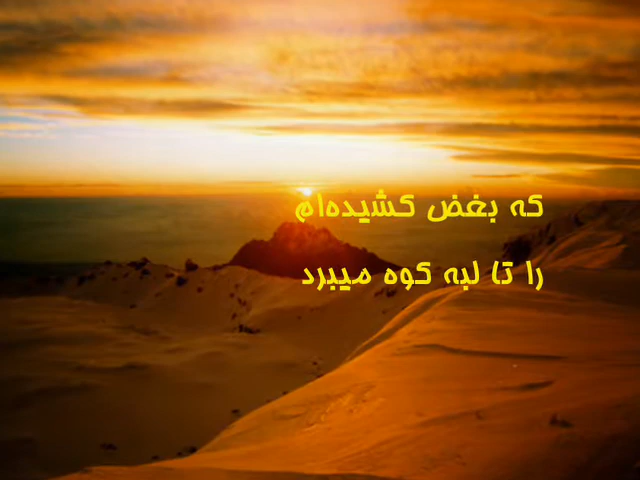 که بغض کشیده‌ام
را تا لبه کوه میبرد